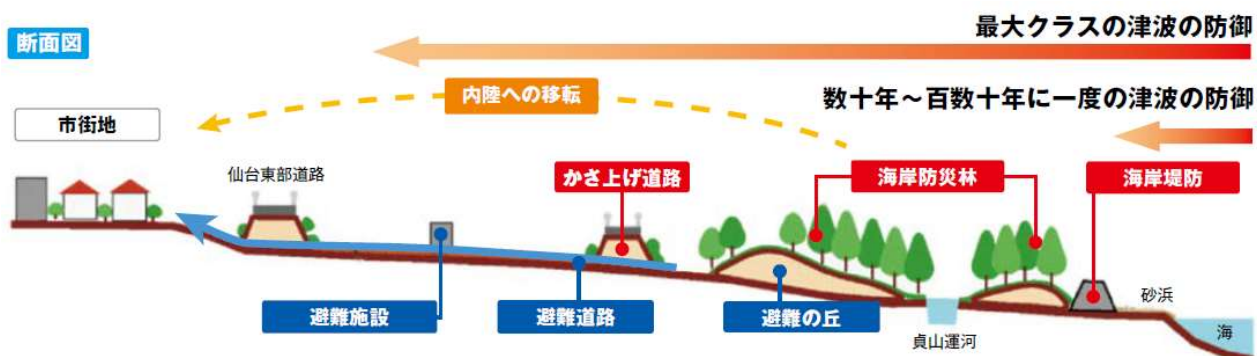 最大クラスの津波の防御
断面図
内陸への移転
数十年～百数十年に一度の津波の防御
市街地
仙台東部道路
かさ上げ道路
海岸防災林
海岸堤防
避難施設
避難道路
避難の丘
砂浜
貞山運河
海